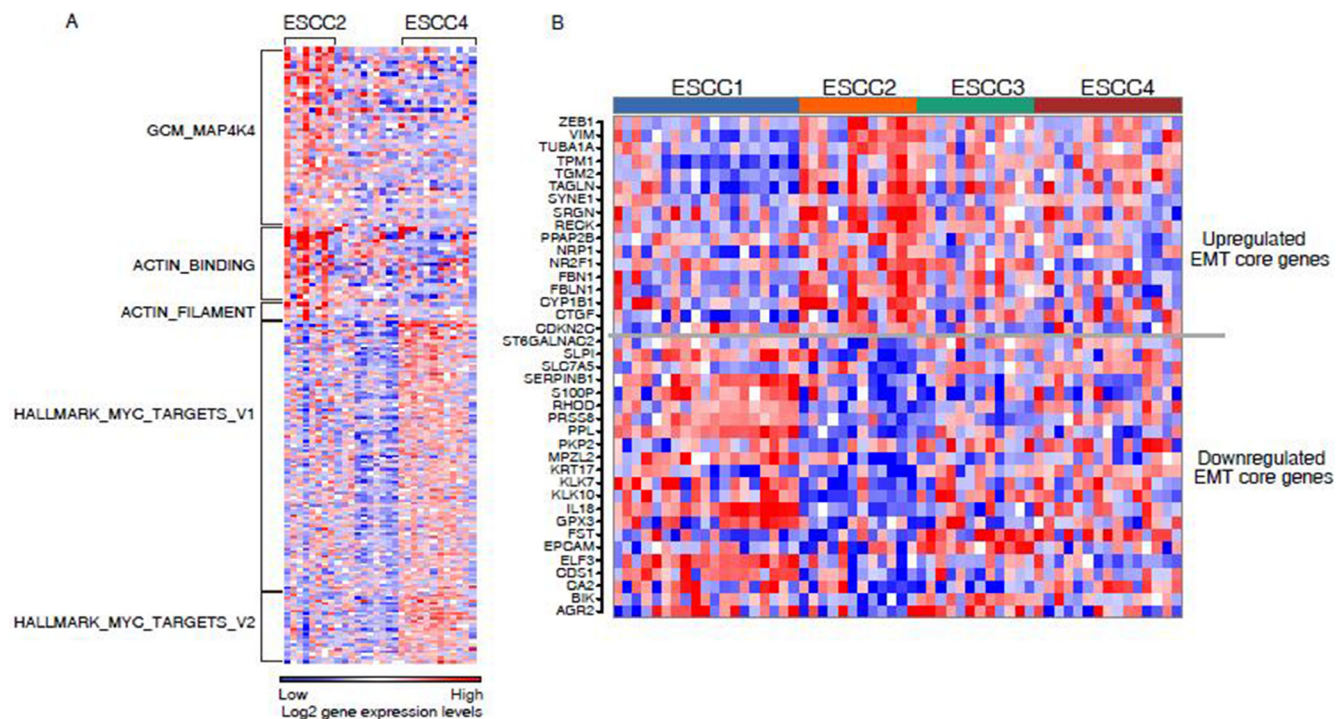 A
ESCC2
ESCC4
GCM_MAP4K4
ACTIN_BINDING
ACTIN_FILAMENT
HALLMARK_MYC_TARGETS_V1
HALLMARK_MYC_TARGETS_V2
Low
High
Log2 gene expression levels
B
ESCC1
ESCC2
ESCC3
ESCC4
ZEB1
VIM
TUBA1A
TPM1
TGM2
TAGLN
SYNE1
SRGN
RECK
PPAP2B
NRP1
NR2F1
FBN1
FBLN1
CYP1B1
CTGF
CDKN2C
ST6GALNAC2
SLPI
SLC7A5
SERPINB1
S100P
RHOD
PRSS8
PPL
PKP2
MPZL2
KRT17
KLK7
KLK10
IL18
GPX3
FST
EPCAM
ELF3
CDS1
CA2
BIK
AGR2
Upregulated
EMT core genes
Downregulated
EMT core genes